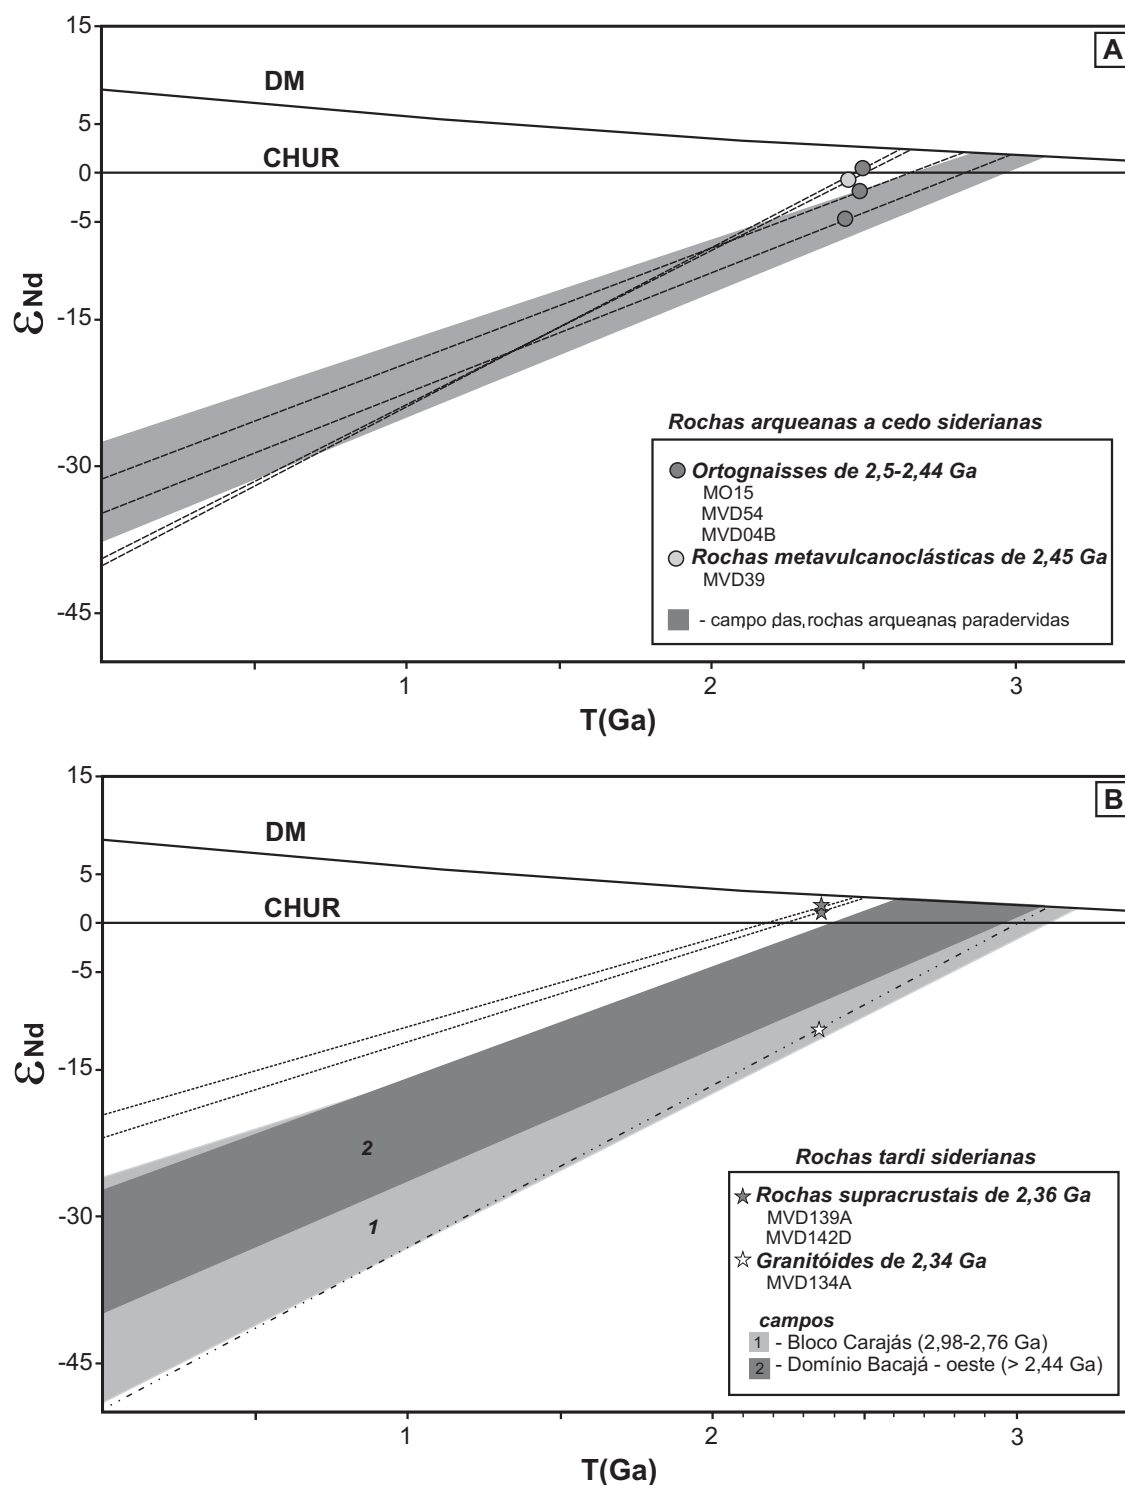 15
A
DM
5
CHUR
0
-5
εNd
-15
Rochas arqueanas a cedo siderianas
-30
Ortognaisses de 2,5-2,44 Ga
MO15
MVD54
MVD04B
Rochas metavulcanoclásticas de 2,45 Ga
MVD39
-45
- campo das rochas arqueanas paradervidas
1 2 3
T(Ga)
15
B
DM
5
CHUR
0
-5
εNd
-15
2
Rochas tardi siderianas
-30
1
Rochas supracrustais de 2,36 Ga
MVD139A
MVD142D
Granitóides de 2,34 Ga
MVD134A
campos
1 - Bloco Carajás (2,98-2,76 Ga)
-45
2 - Domínio Bacajá - oeste (> 2,44 Ga)
1 2 3
T(Ga)